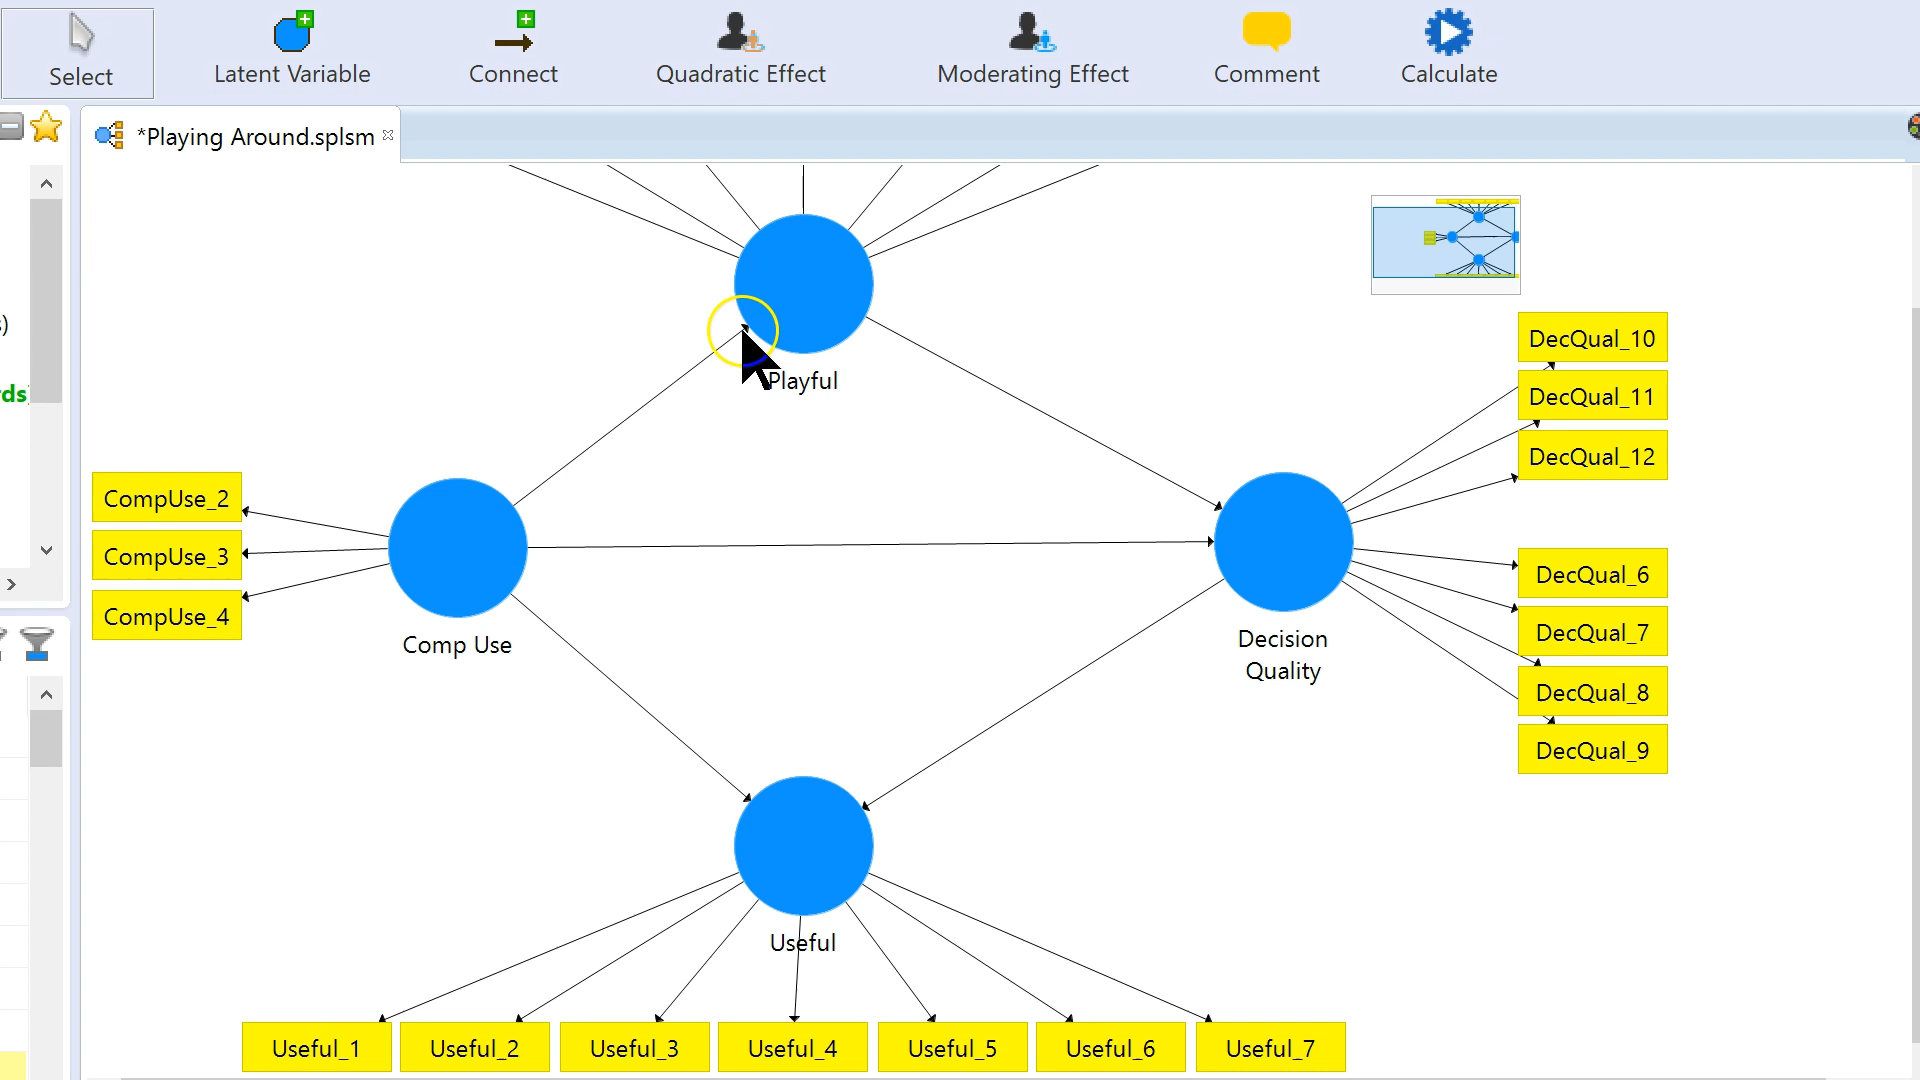 Select
Latent Variable
Connect
Quadratic Effect
Moderating Effect
Comment
Calculate
*Playing Around.splsm
Playful
DecQual_10
DecQual_11
DecQual_12
CompUse_2
CompUse_3
CompUse_4
Comp Use
DecQual_6
DecQual_7
DecQual_8
DecQual_9
Decision
Quality
Useful
Useful_1
Useful_2
Useful_3
Useful_4
Useful_5
Useful_6
Useful_7